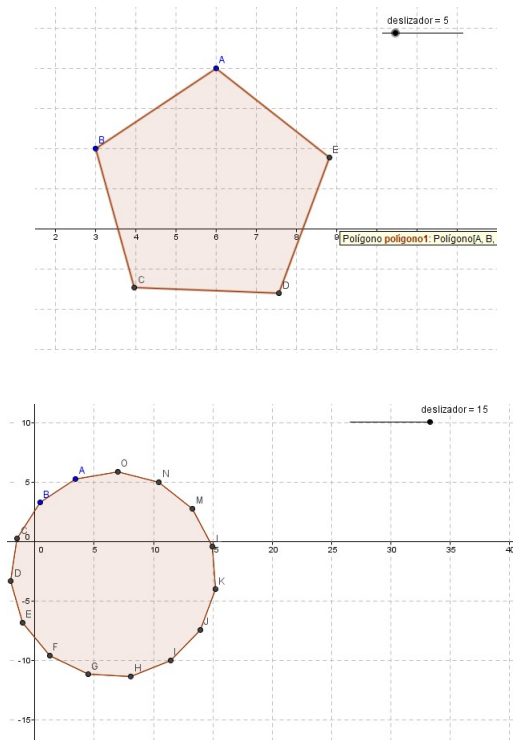 deslizador = 5
A
B
E
2 3 4 5 6 7 8 9
Polígono poligono1: Polígono[A, B,
C
D
deslizador = 15
10
O
A
N
B
5
M
C
L
0
0 5 10 15 20 25 30 35 40
D
K
-5
E
J
F
I
-10
G
H
-15